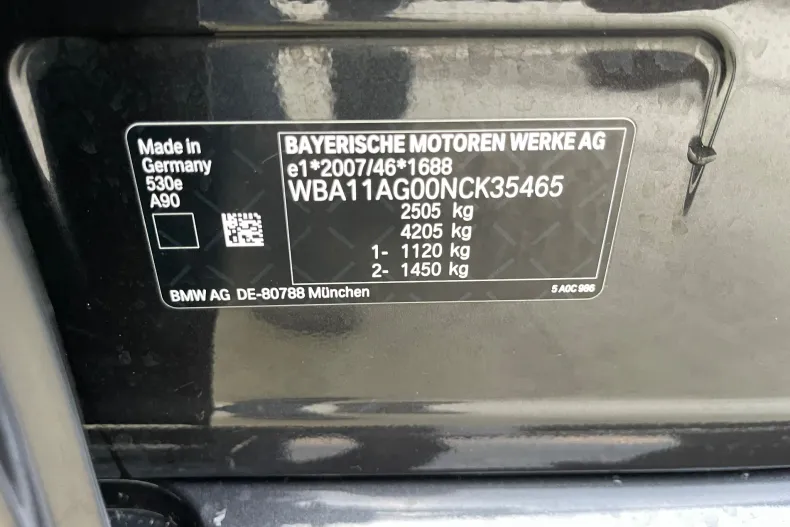 Made in
Germany
530e
A90
BAYERISCHE MOTOREN WERKE AG
e1*2007/46*1688
WBA11AG00NCK35465
2505 kg
4205 kg
1- 1120 kg
2- 1450 kg
BMW AG DE-80788 München
5 A0C 986